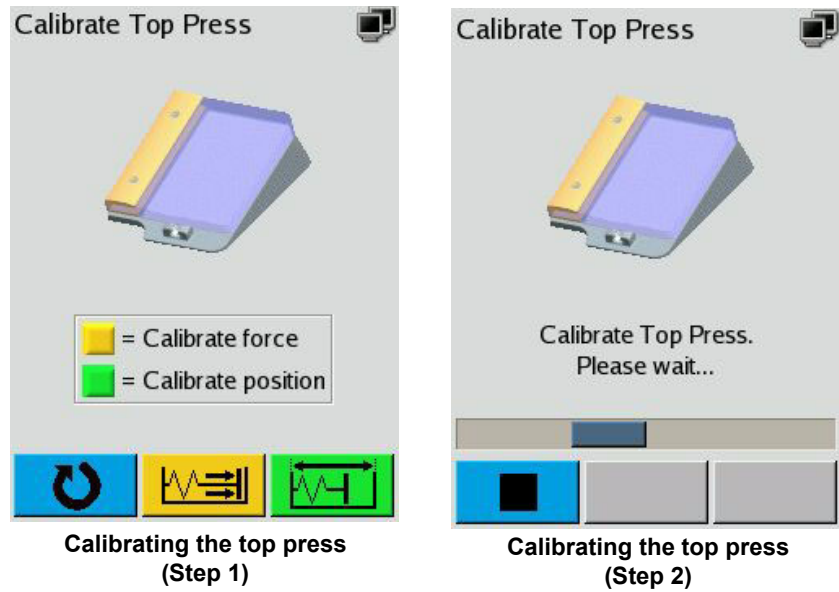 Calibrate Top Press
= Calibrate force
= Calibrate position
Calibrating the top press
(Step 1)
Calibrate Top Press
Calibrate Top Press.
Please wait...
Calibrating the top press
(Step 2)